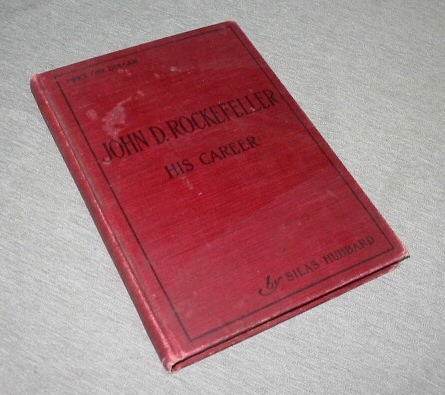 JOHN D. ROCKEFELLER
HIS CAREER
by SILAS HUBBARD